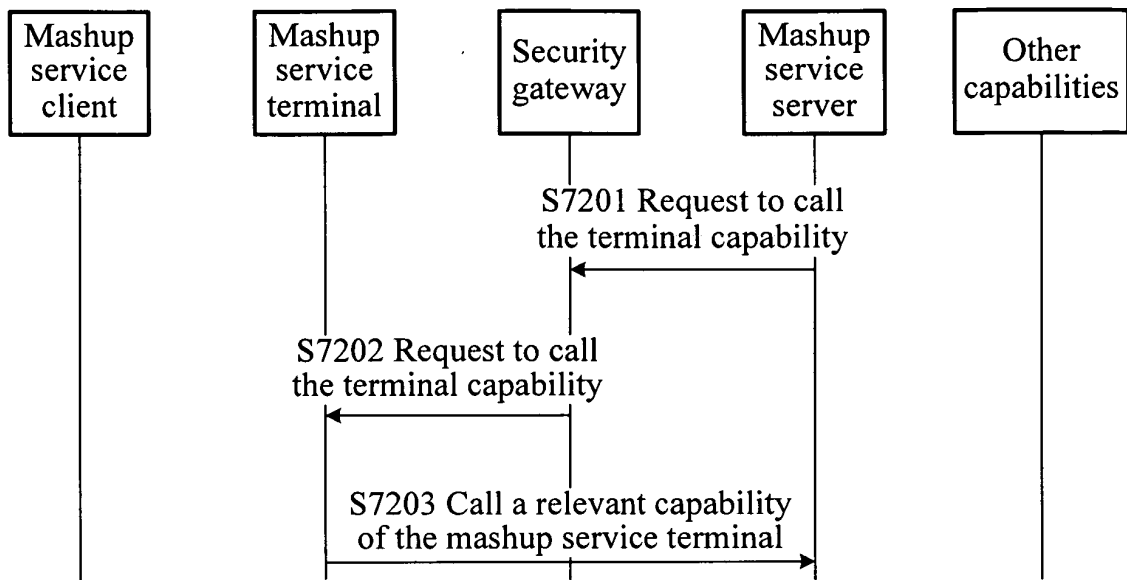 Mashup
service
client
Mashup
service
terminal
Security
gateway
Mashup
service
server
Other
capabilities
S7201 Request to call
the terminal capability
S7202 Request to call
the terminal capability
S7203 Call a relevant capability
of the mashup service terminal